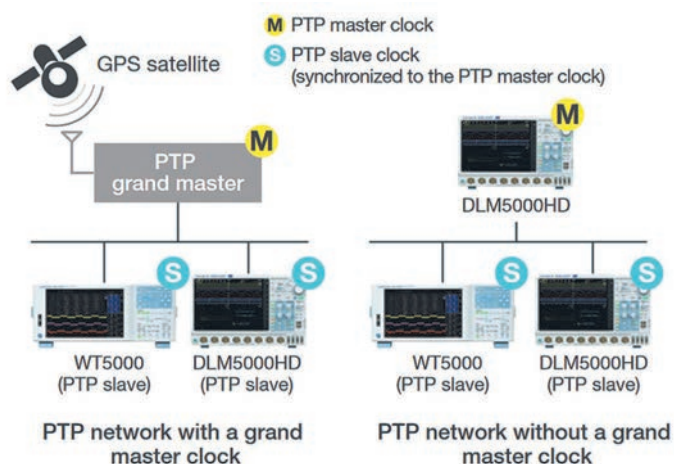 M PTP master clock
S PTP slave clock
(synchronized to the PTP master clock)
GPS satellite
M
PTP
grand master
S
S
WT5000
(PTP slave)
DLM5000HD
(PTP slave)
PTP network with a grand
master clock
M
DLM5000HD
S
S
WT5000
(PTP slave)
DLM5000HD
(PTP slave)
PTP network without a grand
master clock